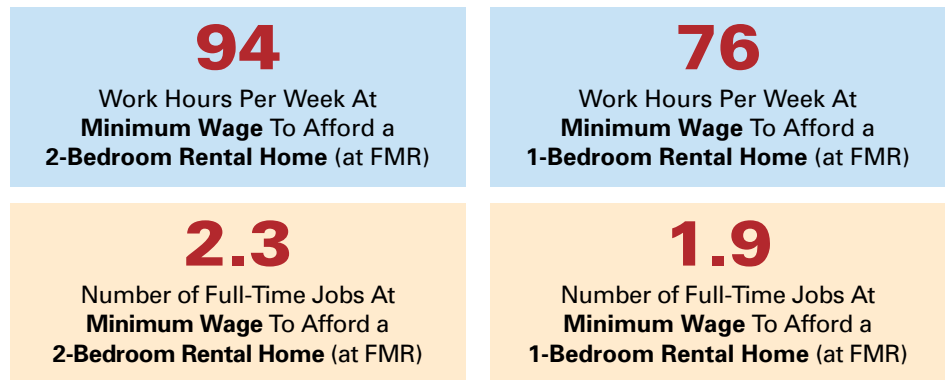 94
Work Hours Per Week At
Minimum Wage To Afford a
2-Bedroom Rental Home (at FMR)
76
Work Hours Per Week At
Minimum Wage To Afford a
1-Bedroom Rental Home (at FMR)
2.3
Number of Full-Time Jobs At
Minimum Wage To Afford a
2-Bedroom Rental Home (at FMR)
1.9
Number of Full-Time Jobs At
Minimum Wage To Afford a
1-Bedroom Rental Home (at FMR)